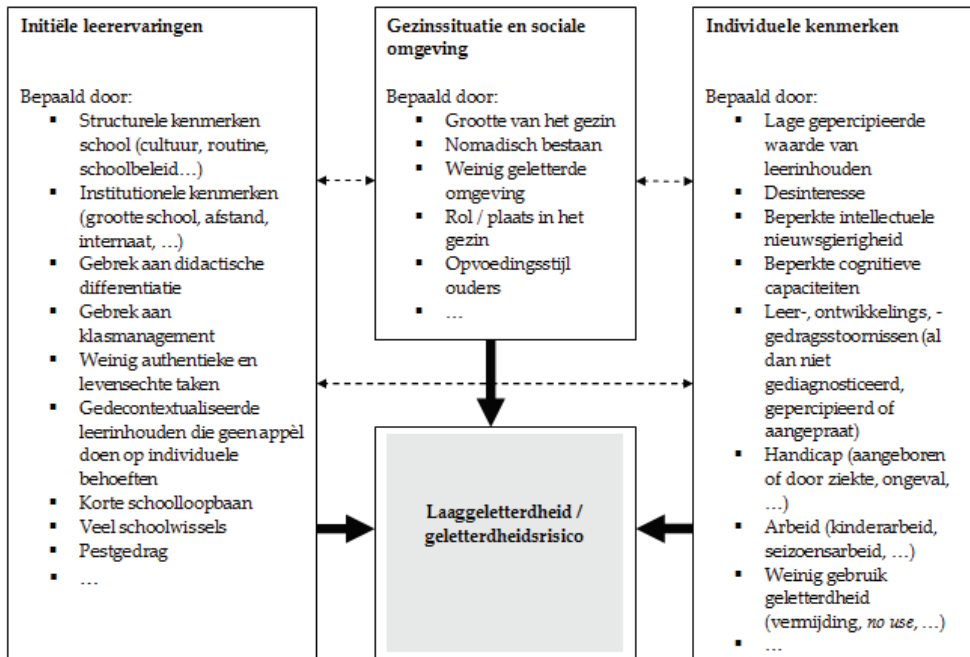 Initiële leerervaringen
Bepaald door:
▪ Structurele kenmerken
school (cultuur, routine,
schoolbeleid…)
▪ Institutionele kenmerken
(grootte school, afstand,
internaat, …)
▪ Gebrek aan didactische
differentiatie
▪ Gebrek aan
klasmanagement
▪ Weinig authentieke en
levensechte taken
▪ Gedecontextualiseerde
leerinhouden die geen appèl
doen op individuele
behoeften
▪ Korte schoolloopbaan
▪ Veel schoolwissels
▪ Pestgedrag
▪ …
Gezinssituatie en sociale
omgeving
Bepaald door:
▪ Grootte van het gezin
▪ Nomadisch bestaan
▪ Weinig geletterde
omgeving
▪ Rol / plaats in het
gezin
▪ Opvoedingsstijl
ouders
▪ …
Individuele kenmerken
Bepaald door:
▪ Lage gepercipieerde
waarde van
leerinhouden
▪ Desinteresse
▪ Beperkte intellectuele
nieuwsgierigheid
▪ Beperkte cognitieve
capaciteiten
▪ Leer-, ontwikkelings, -
gedragsstoornissen (al
dan niet
gediagnosticeerd,
gepercipieerd of
aangepraat)
▪ Handicap (aangeboren
of door ziekte, ongeval,
…)
▪ Arbeid (kinderarbeid,
seizoensarbeid, …)
▪ Weinig gebruik
geletterdheid
(vermijding, no use, …)
▪ …
Laaggeletterdheid /
geletterdheidsrisico